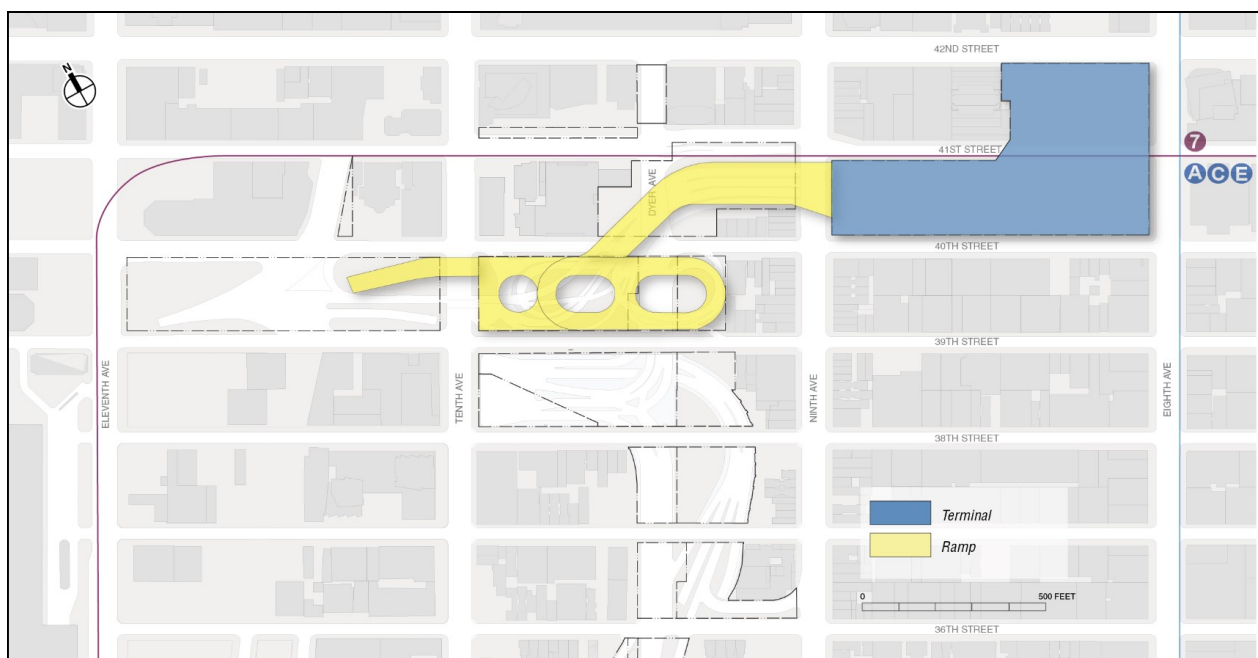 42ND STREET
N
41ST STREET
7
A C E
DYER AVE
40TH STREET
39TH STREET
ELEVENTH AVE
TENTH AVE
NINTH AVE
EIGHTH AVE
38TH STREET
Terminal
Ramp
0 500 FEET
36TH STREET